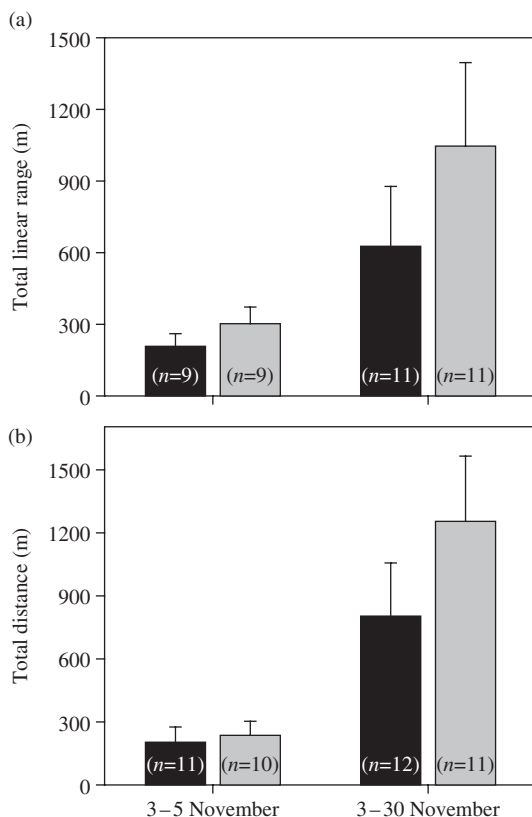 (a)
Total linear range (m)
1500
1200
900
600
300
0
(n=9)
(n=9)
(n=11)
(n=11)
(b)
Total distance (m)
1500
1200
900
600
300
0
(n=11)
(n=10)
(n=12)
(n=11)
3–5 November
3–30 November